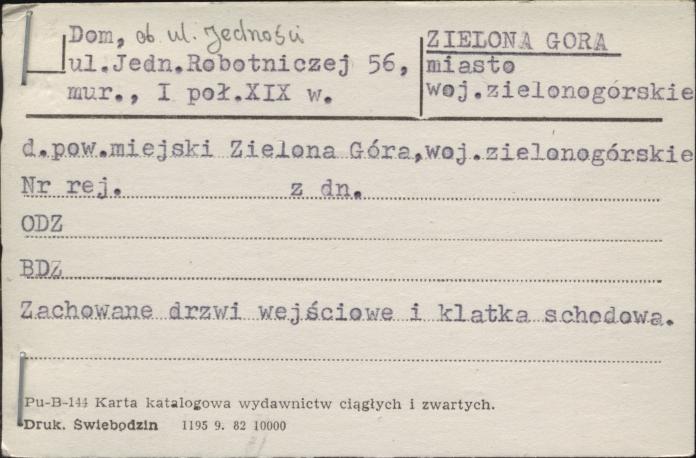 Dom, ob ul. Jedności
ul.Jedn.Robotniczej 56,
mur., I poł.XIX w.
ZIELONA GORA
miasto
woj.zielonogórskie
d.pow.miejski Zielona Góra,woj.zielonogórskie
Nr rej. z dn.
ODZ
BDZ
Zachowane drzwi wejściowe i klatka schodowa.
Pu-B-144 Karta katalogowa wydawnictw ciągłych i zwartych.
Druk. Świebodzin 1195 9. 82 10000